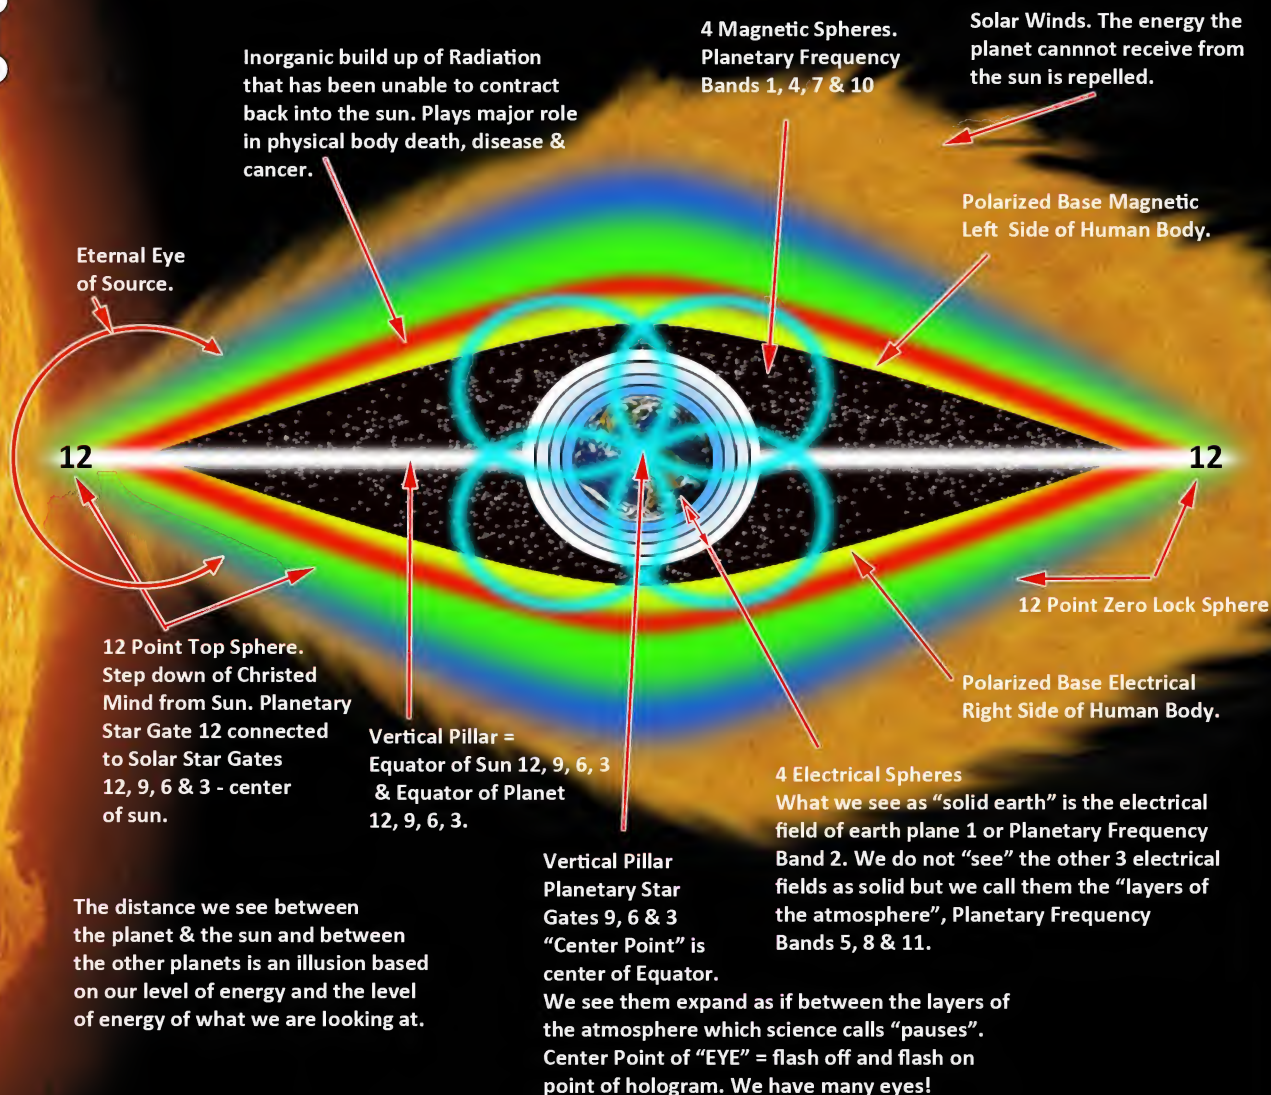 Inorganic build up of Radiation
that has been unable to contract
back into the sun. Plays major role
in physical body death, disease &
cancer.
4 Magnetic Spheres.
Planetary Frequency
Bands 1, 4, 7 & 10
Solar Winds. The energy the
planet cannnot receive from
the sun is repelled.
Polarized Base Magnetic
Left Side of Human Body.
Eternal Eye
of Source.
12
12
12 Point Zero Lock Sphere
12 Point Top Sphere.
Step down of Christed
Mind from Sun. Planetary
Star Gate 12 connected
to Solar Star Gates
12, 9, 6 & 3 - center
of sun.
Vertical Pillar =
Equator of Sun 12, 9, 6, 3
& Equator of Planet
12, 9, 6, 3.
Polarized Base Electrical
Right Side of Human Body.
4 Electrical Spheres
What we see as “solid earth” is the electrical
field of earth plane 1 or Planetary Frequency
Band 2. We do not “see” the other 3 electrical
fields as solid but we call them the “layers of
the atmosphere”, Planetary Frequency
Bands 5, 8 & 11.
Vertical Pillar
Planetary Star
Gates 9, 6 & 3
“Center Point” is
center of Equator.
We see them expand as if between the layers of
the atmosphere which science calls “pauses”.
Center Point of “EYE” = flash off and flash on
point of hologram. We have many eyes!
The distance we see between
the planet & the sun and between
the other planets is an illusion based
on our level of energy and the level
of energy of what we are looking at.